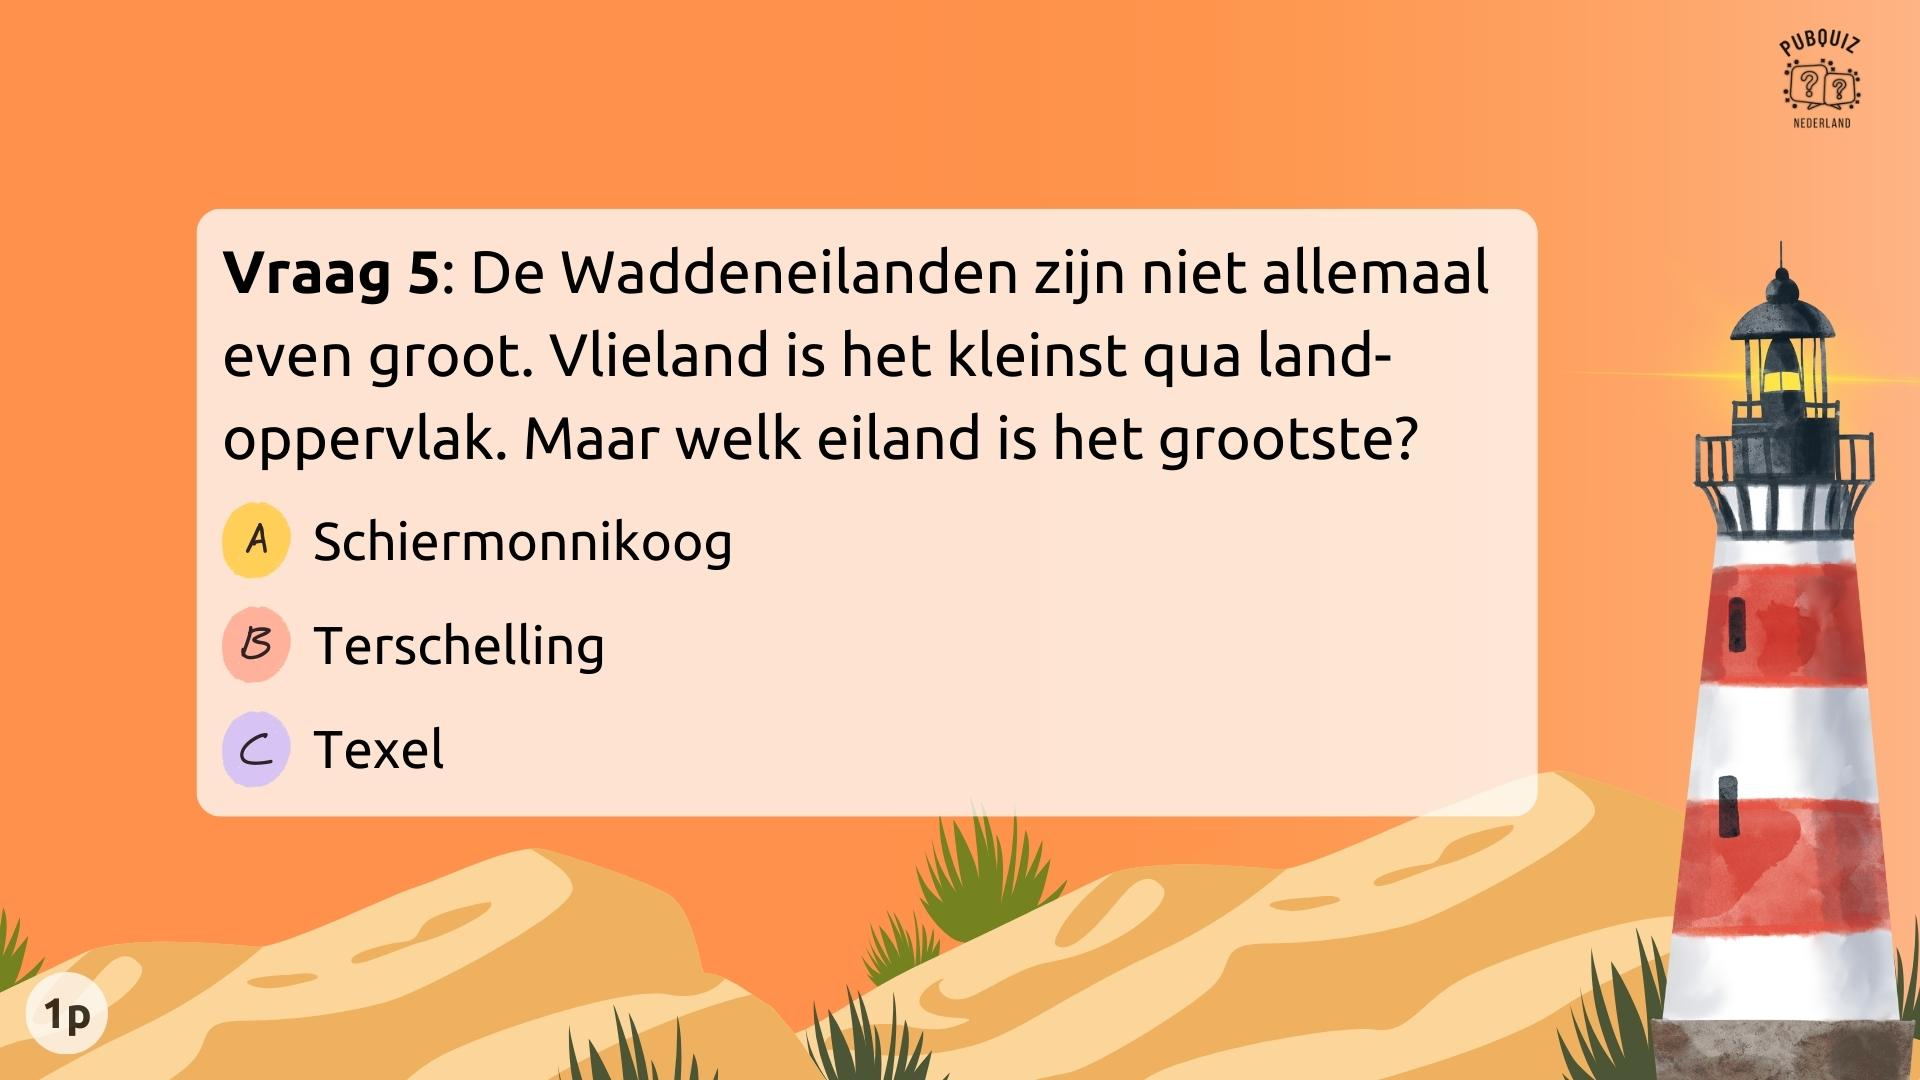 PUBQUIZ
? ?
NEDERLAND
Vraag 5: De Waddeneilanden zijn niet allemaal
even groot. Vlieland is het kleinst qua land-
oppervlak. Maar welk eiland is het grootste?
A Schiermonnikoog
B Terschelling
C Texel
1p